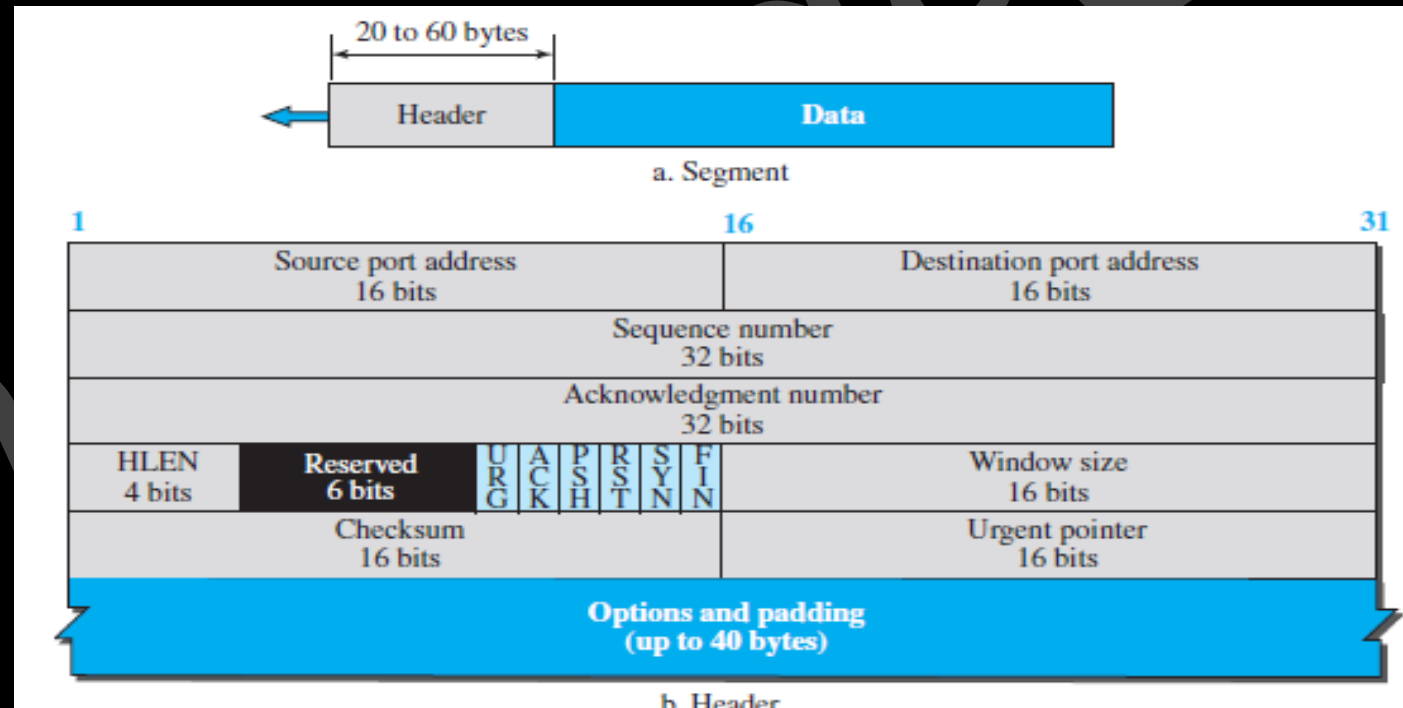 20 to 60 bytes
Header Data
a. Segment
1 16 31
Source port address Destination port address
16 bits 16 bits
Sequence number
32 bits
Acknowledgment number
32 bits
HLEN Reserved URG ACK PSH RST SYN FIN Window size
4 bits 6 bits 16 bits
Checksum Urgent pointer
16 bits 16 bits
Options and padding
(up to 40 bytes)
b. Header